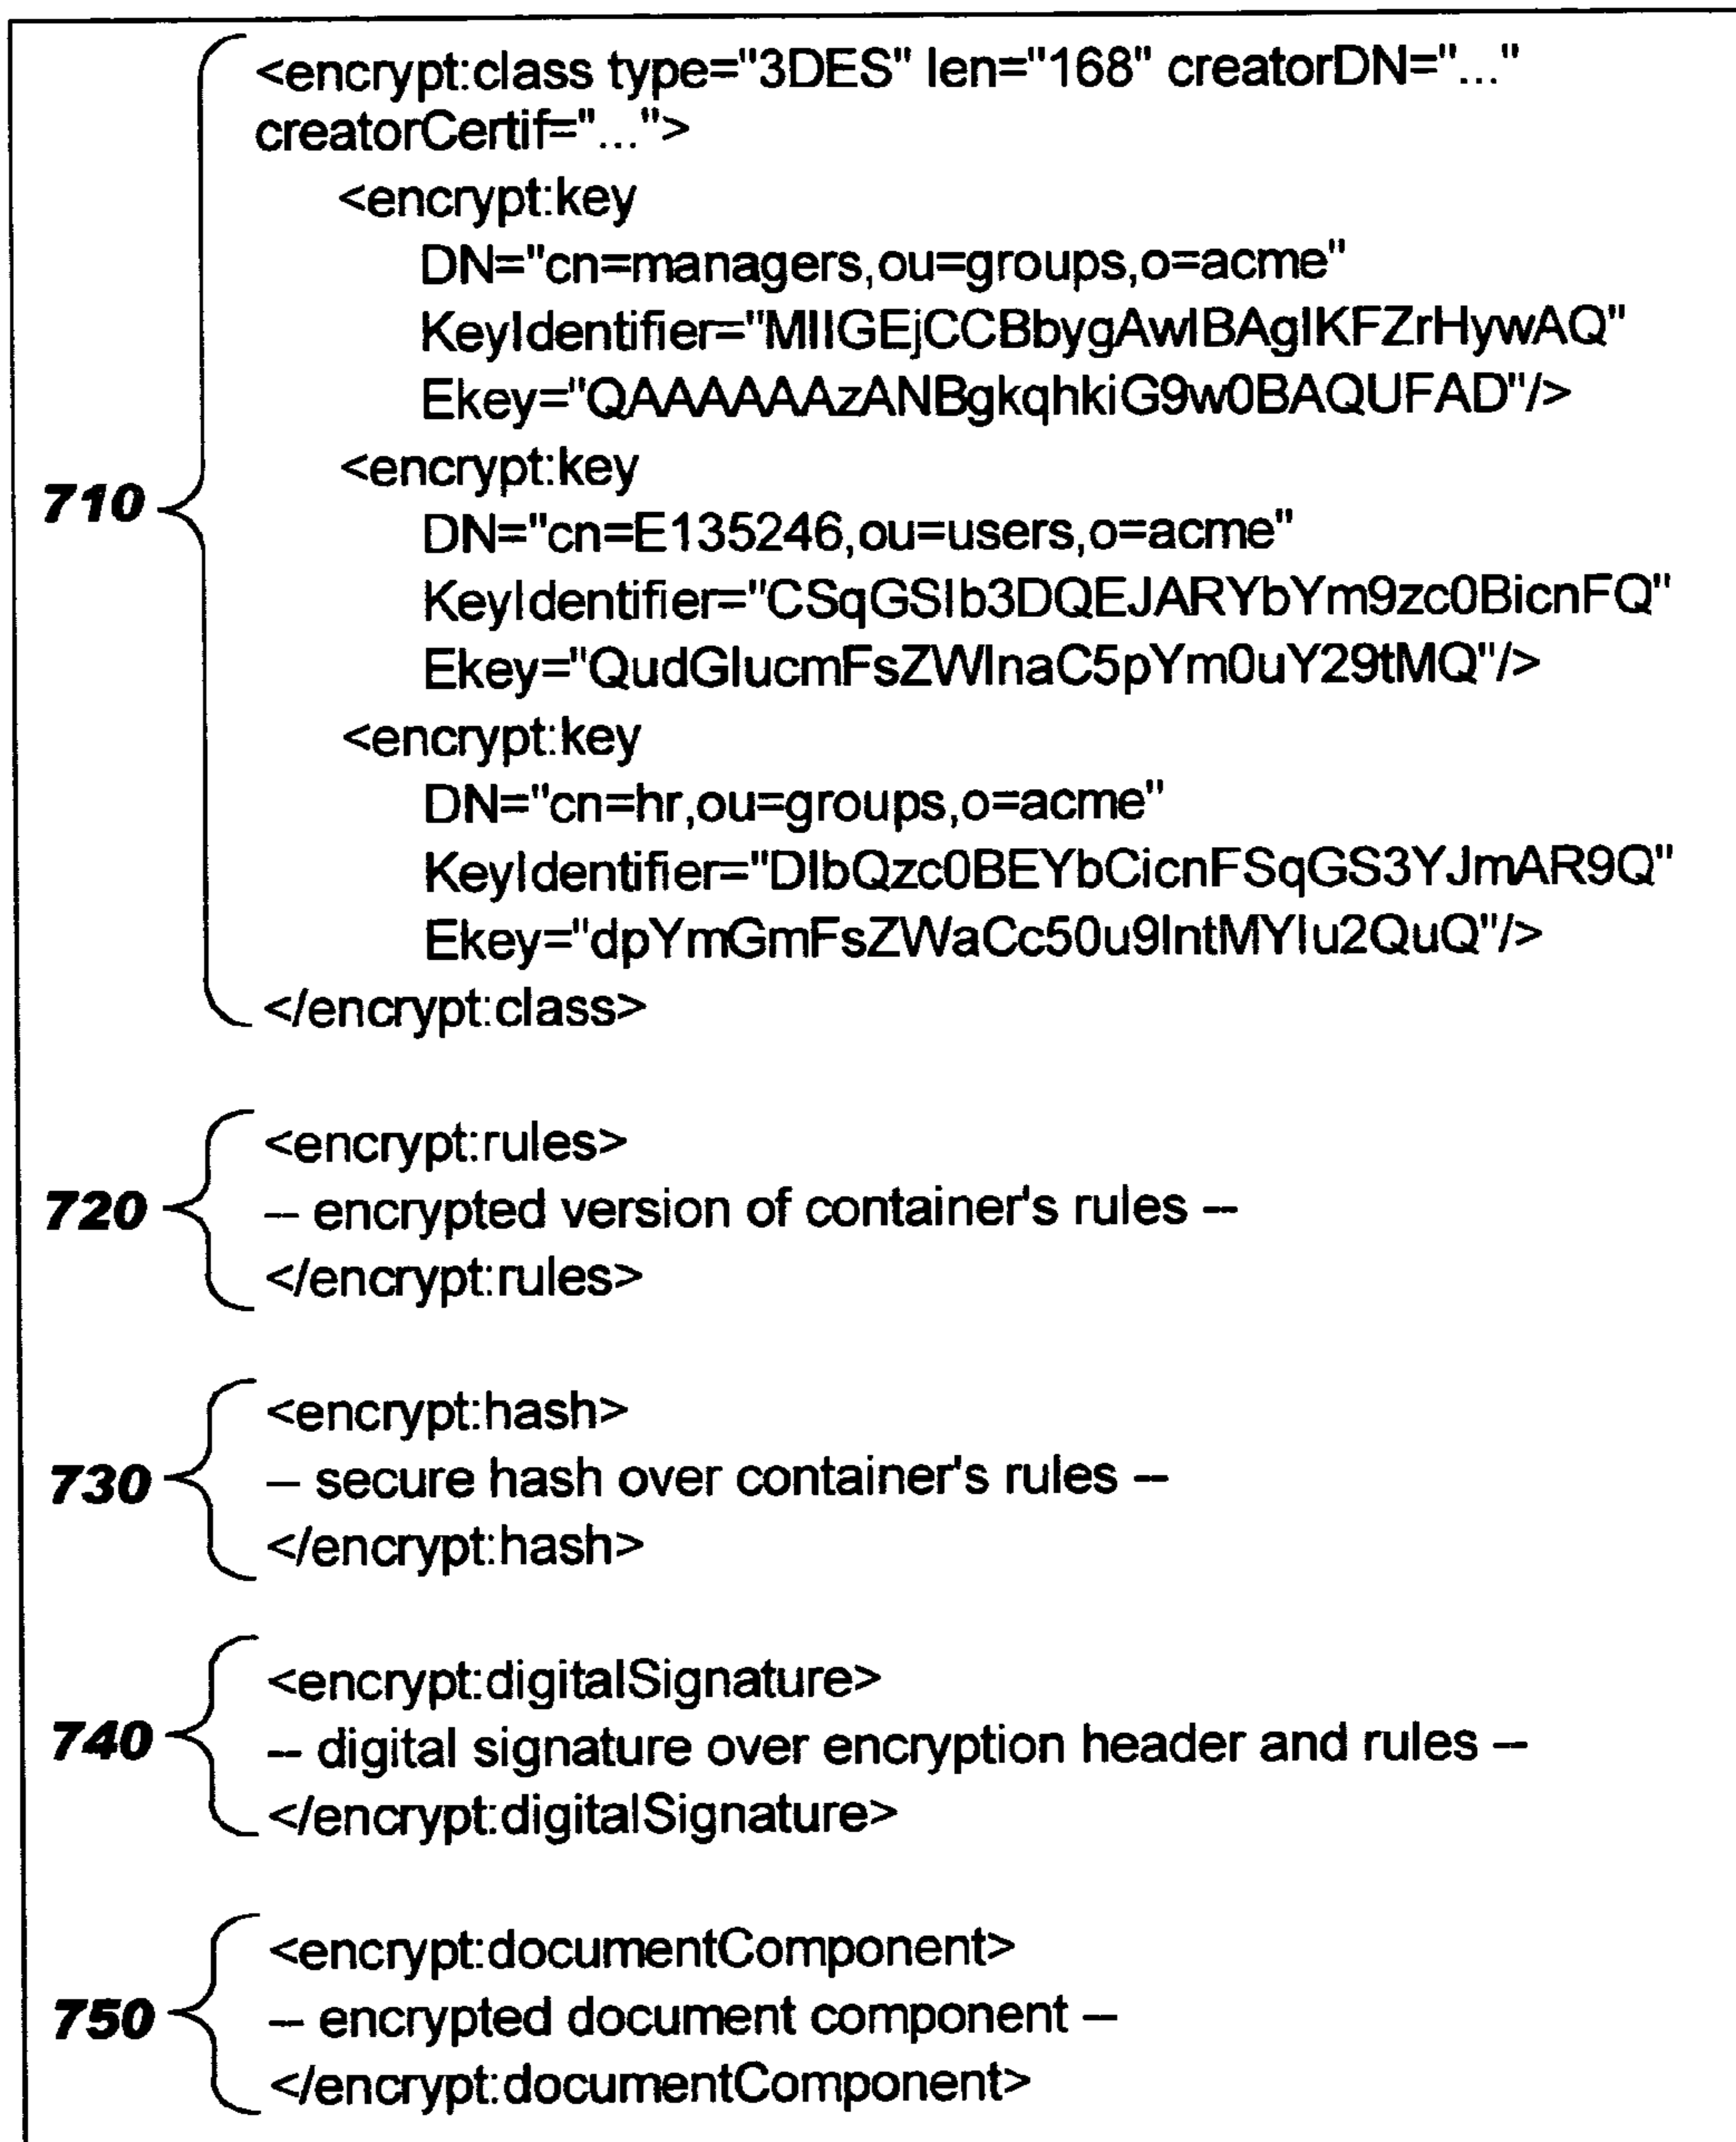 <encrypt:class type="3DES" len="168" creatorDN="..."
creatorCertif="...">
<encrypt:key
DN="cn=managers,ou=groups,o=acme"
KeyIdentifier="MIIGEjCCBbygAwIBAgIKFZrHywAQ"
Ekey="QAAAAAAzANBgkqhkiG9w0BAQUFAD"/>
<encrypt:key
710
DN="cn=E135246,ou=users,o=acme"
KeyIdentifier="CSqGSIb3DQEJARYbYm9zc0BicnFQ"
Ekey="QudGlucmFsZWlnaC5pYm0uY29tMQ"/>
<encrypt:key
DN="cn=hr,ou=groups,o=acme"
KeyIdentifier="DIbQzc0BEYbCicnFSqGS3YJmAR9Q"
Ekey="dpYmGmFsZWaCc50u9IntMYlu2QuQ"/>
</encrypt:class>
<encrypt:rules>
720 -- encrypted version of container's rules --
</encrypt:rules>
<encrypt:hash>
730 -- secure hash over container's rules --
</encrypt:hash>
<encrypt:digitalSignature>
740 -- digital signature over encryption header and rules --
</encrypt:digitalSignature>
<encrypt:documentComponent>
750 -- encrypted document component --
</encrypt:documentComponent>